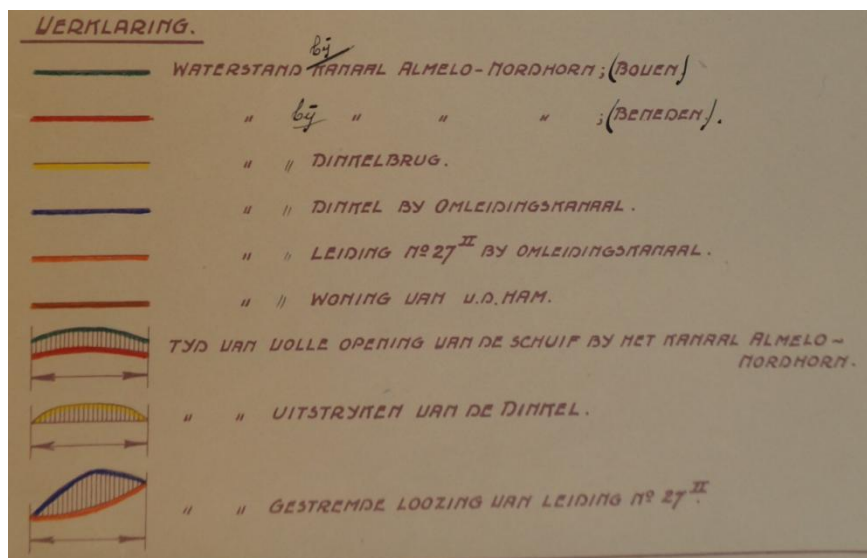 VERKLARING.
WATERSTAND bij KANAAL ALMELO-NORDHORN; (BOVEN)
" bij " " " ; (BENEDEN).
" " DINKELBRUG.
" " DINKEL BY OMLEIDINGSKANAAL.
" " LEIDING Nº 27 II BY OMLEIDINGSKANAAL.
" " WONING VAN V.D. HAM.
TYD VAN VOLLE OPENING VAN DE SCHUIF BY HET KANAAL ALMELO-
NORDHORN.
" " UITSTRYKEN VAN DE DINKEL.
" " GESTREMDE LOOZING VAN LEIDING Nº 27 II.